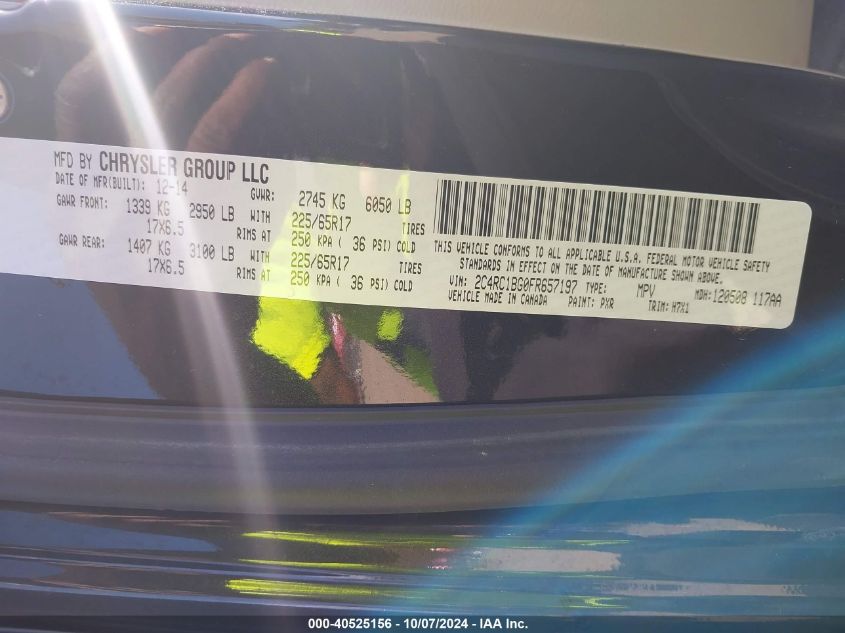 MFD BY CHRYSLER GROUP LLC
DATE OF MFR(BUILT): 12-14 GVWR: 2745 KG 6050 LB
GAWR FRONT: 1339 KG 2950 LB WITH 225/65R17 TIRES
17X6.5 RIMS AT 250 KPA ( 36 PSI) COLD
GAWR REAR: 1407 KG 3100 LB WITH 225/65R17 TIRES
17X6.5 RIMS AT 250 KPA ( 36 PSI) COLD
THIS VEHICLE CONFORMS TO ALL APPLICABLE U.S.A. FEDERAL MOTOR VEHICLE SAFETY
STANDARDS IN EFFECT ON THE DATE OF MANUFACTURE SHOWN ABOVE.
VIN: 2C4RC1BG0FR657197 TYPE: MPV MDH: 120508 117AA
VEHICLE MADE IN CANADA PAINT: PXR TRIM: H7X1
000-40525156 - 10/07/2024 - IAA Inc.